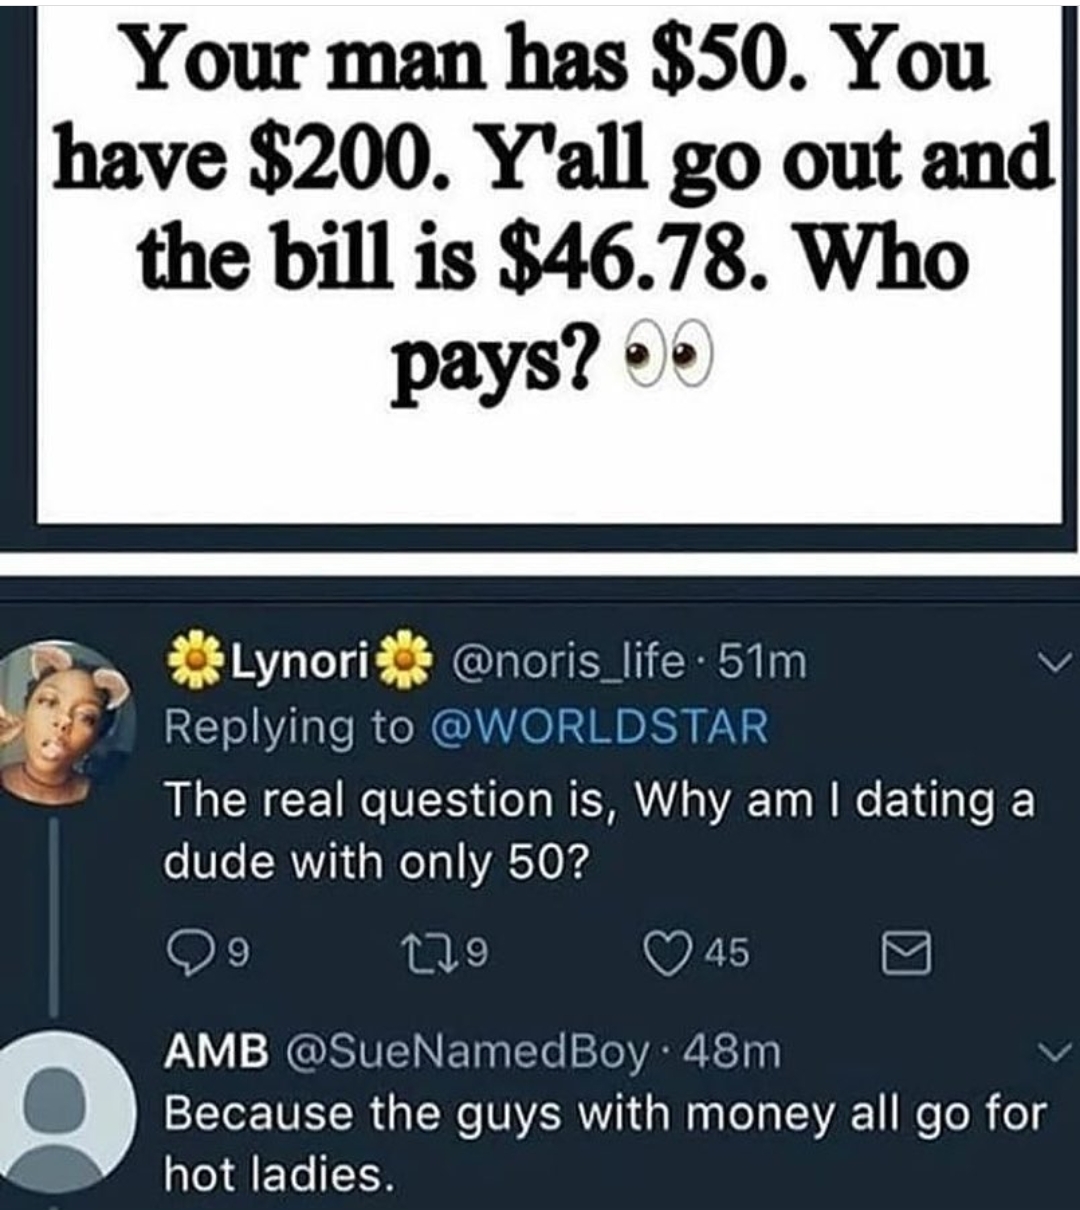 Your man has $50. You
have $200. Y'all go out and
the bill is $46.78. Who
pays? 👀
🌼Lynori🌼 @noris_life · 51m
Replying to @WORLDSTAR
The real question is, Why am I dating a
dude with only 50?
9 9 45
AMB @SueNamedBoy · 48m
Because the guys with money all go for
hot ladies.